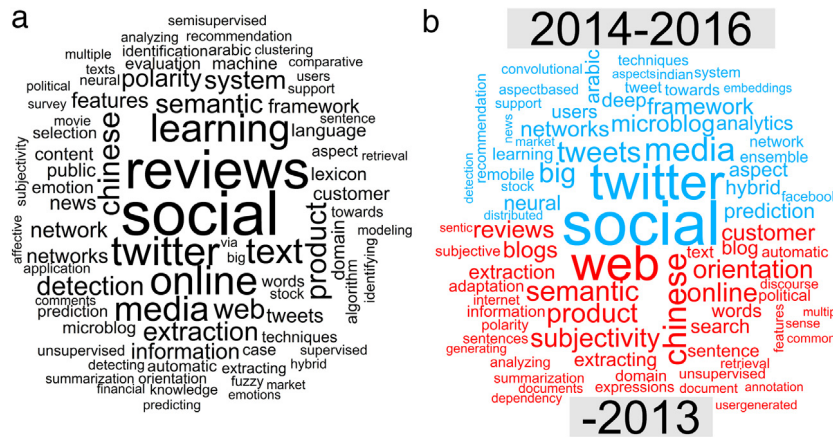 a
semisupervised
analyzing recommendation
multiple identification arabic clustering
texts evaluation machine comparative
political neural polarity system users
support
survey features semantic framework
movie
selection learning sentence
language
content chinese reviews aspect retrieval
public lexicon
subjectivity emotion customer
news social towards
network product domain modeling
affective networks twitter via big text
application
detection online words stock algorithm identifying
comments
prediction media web tweets
microblog extraction techniques
unsupervised information case supervised
detecting automatic extracting hybrid
summarization orientation fuzzy market
financial knowledge emotions
predicting
b
2014-2016
techniques
convolutional arabic aspects indian system
aspectbased tweet towards embeddings
support deep framework
recommendation users
news networks microblog analytics
market network
learning tweets media ensemble
detection mobile big aspect
stock twitter hybrid
neural facebook
distributed social prediction
sentic reviews customer
subjective blogs web text blog automatic
extraction chinese orientation
adaptation semantic online discourse
internet political
information product words
polarity search features multip
sentences subjectivity sense
generating common
analyzing extracting sentence
retrieval
summarization domain unsupervised
documents expressions document annotation
dependency usergenerated
-2013